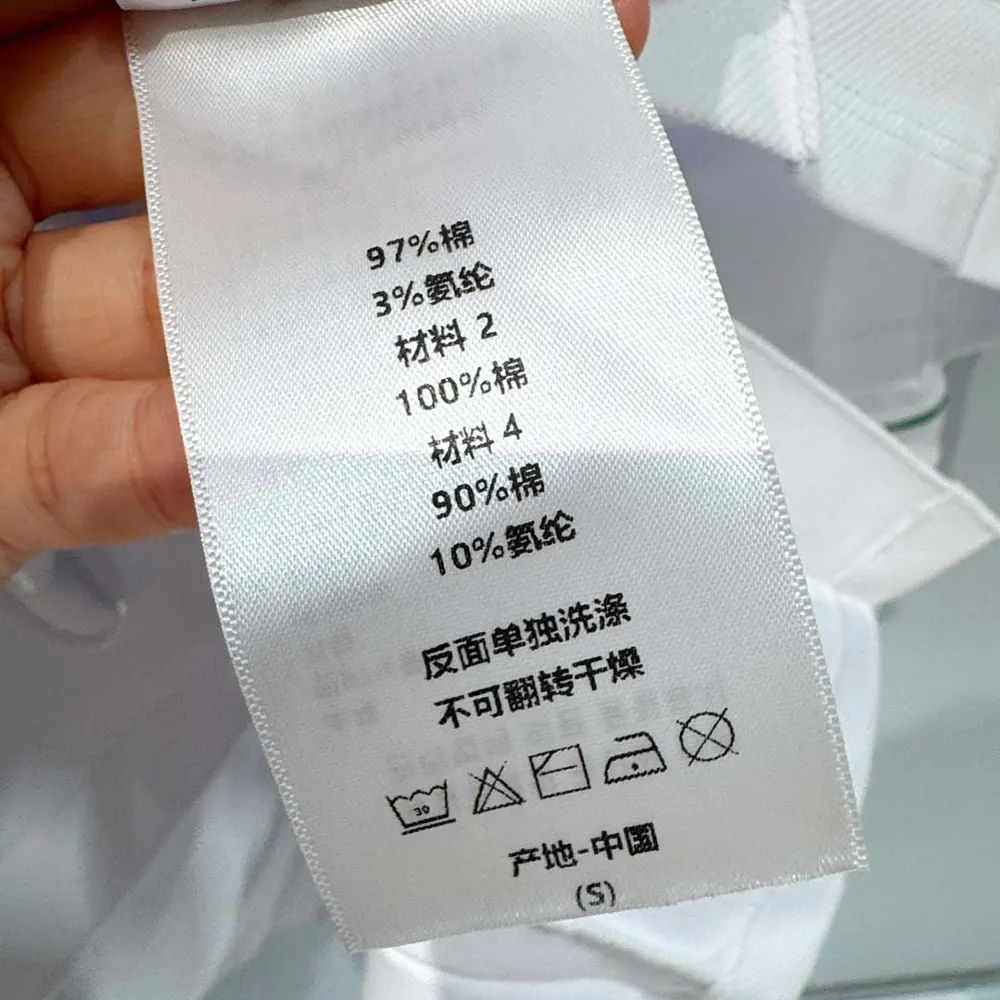 97%棉
3%氨纶
材料 2
100%棉
材料 4
90%棉
10%氨纶
反面单独洗涤
不可翻转干燥
30
产地-中国
(S)